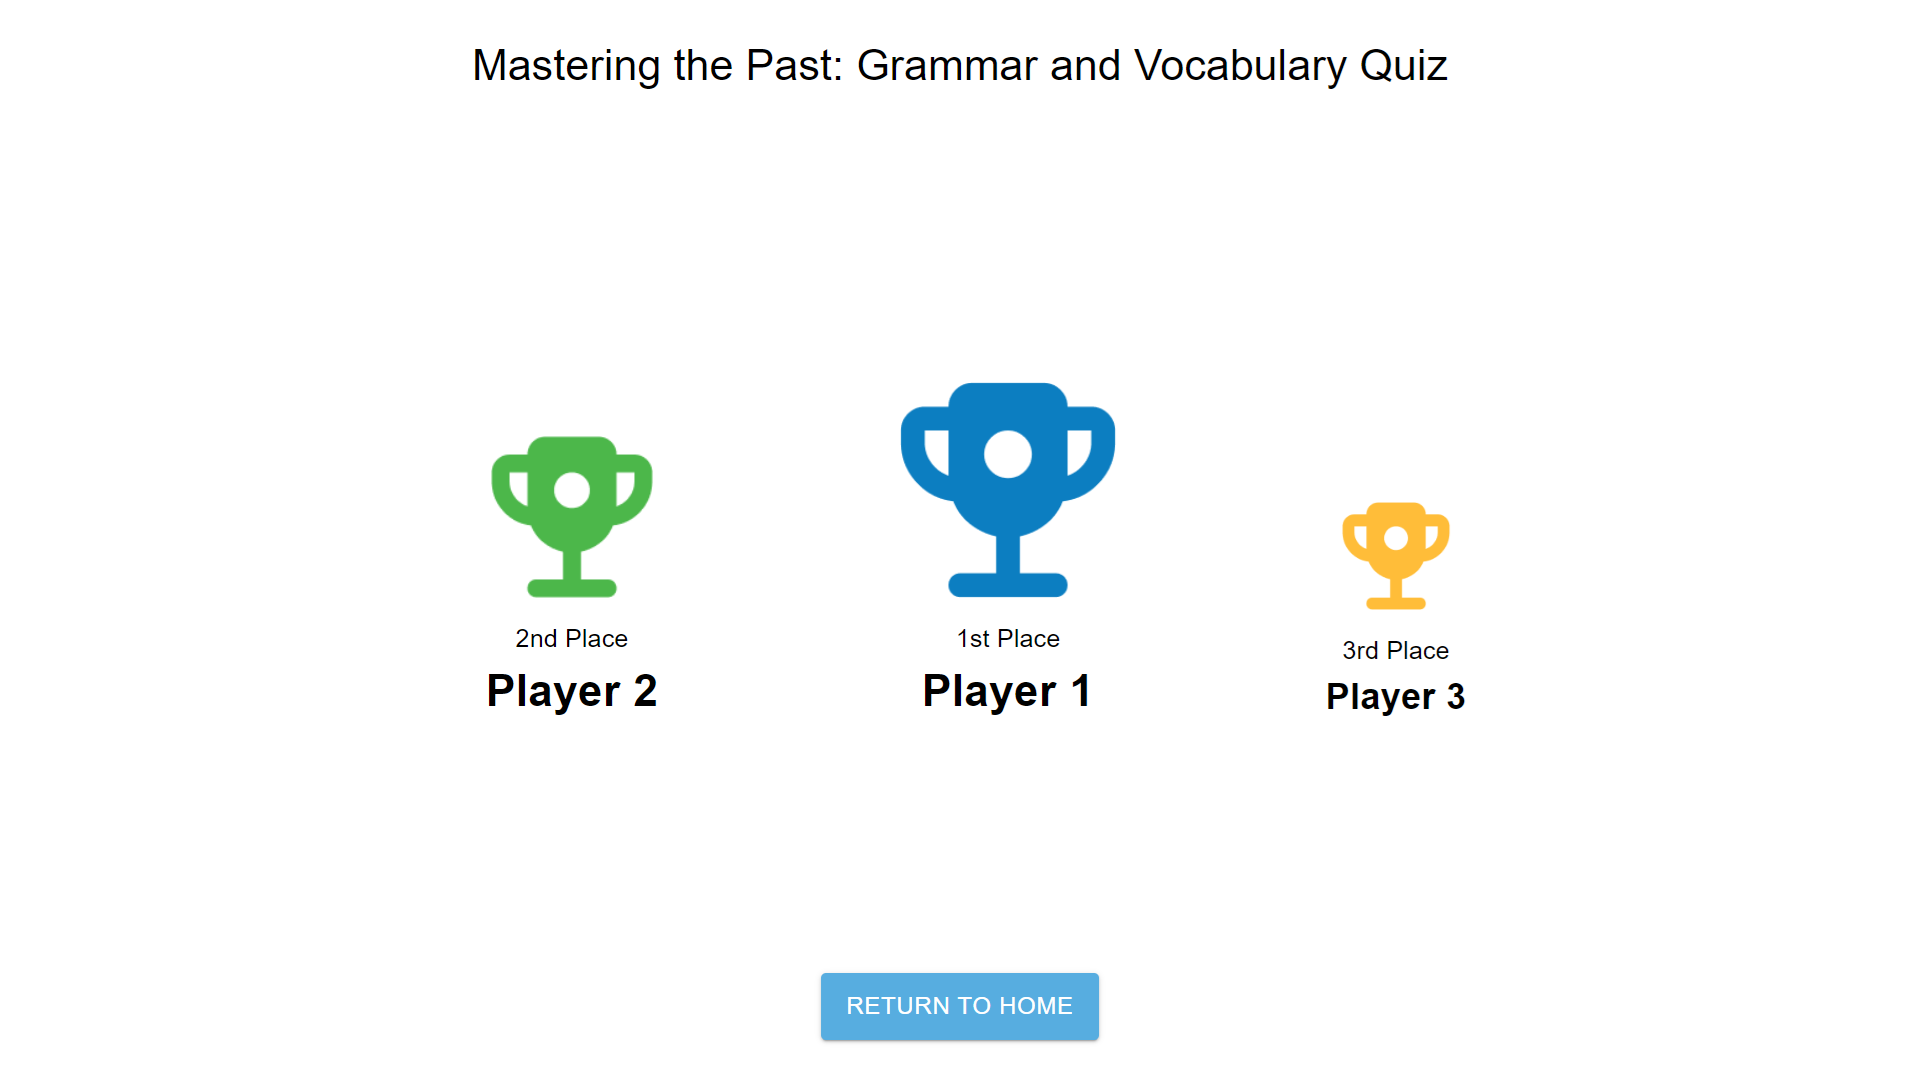 Mastering the Past: Grammar and Vocabulary Quiz
2nd Place
Player 2
1st Place
Player 1
3rd Place
Player 3
RETURN TO HOME